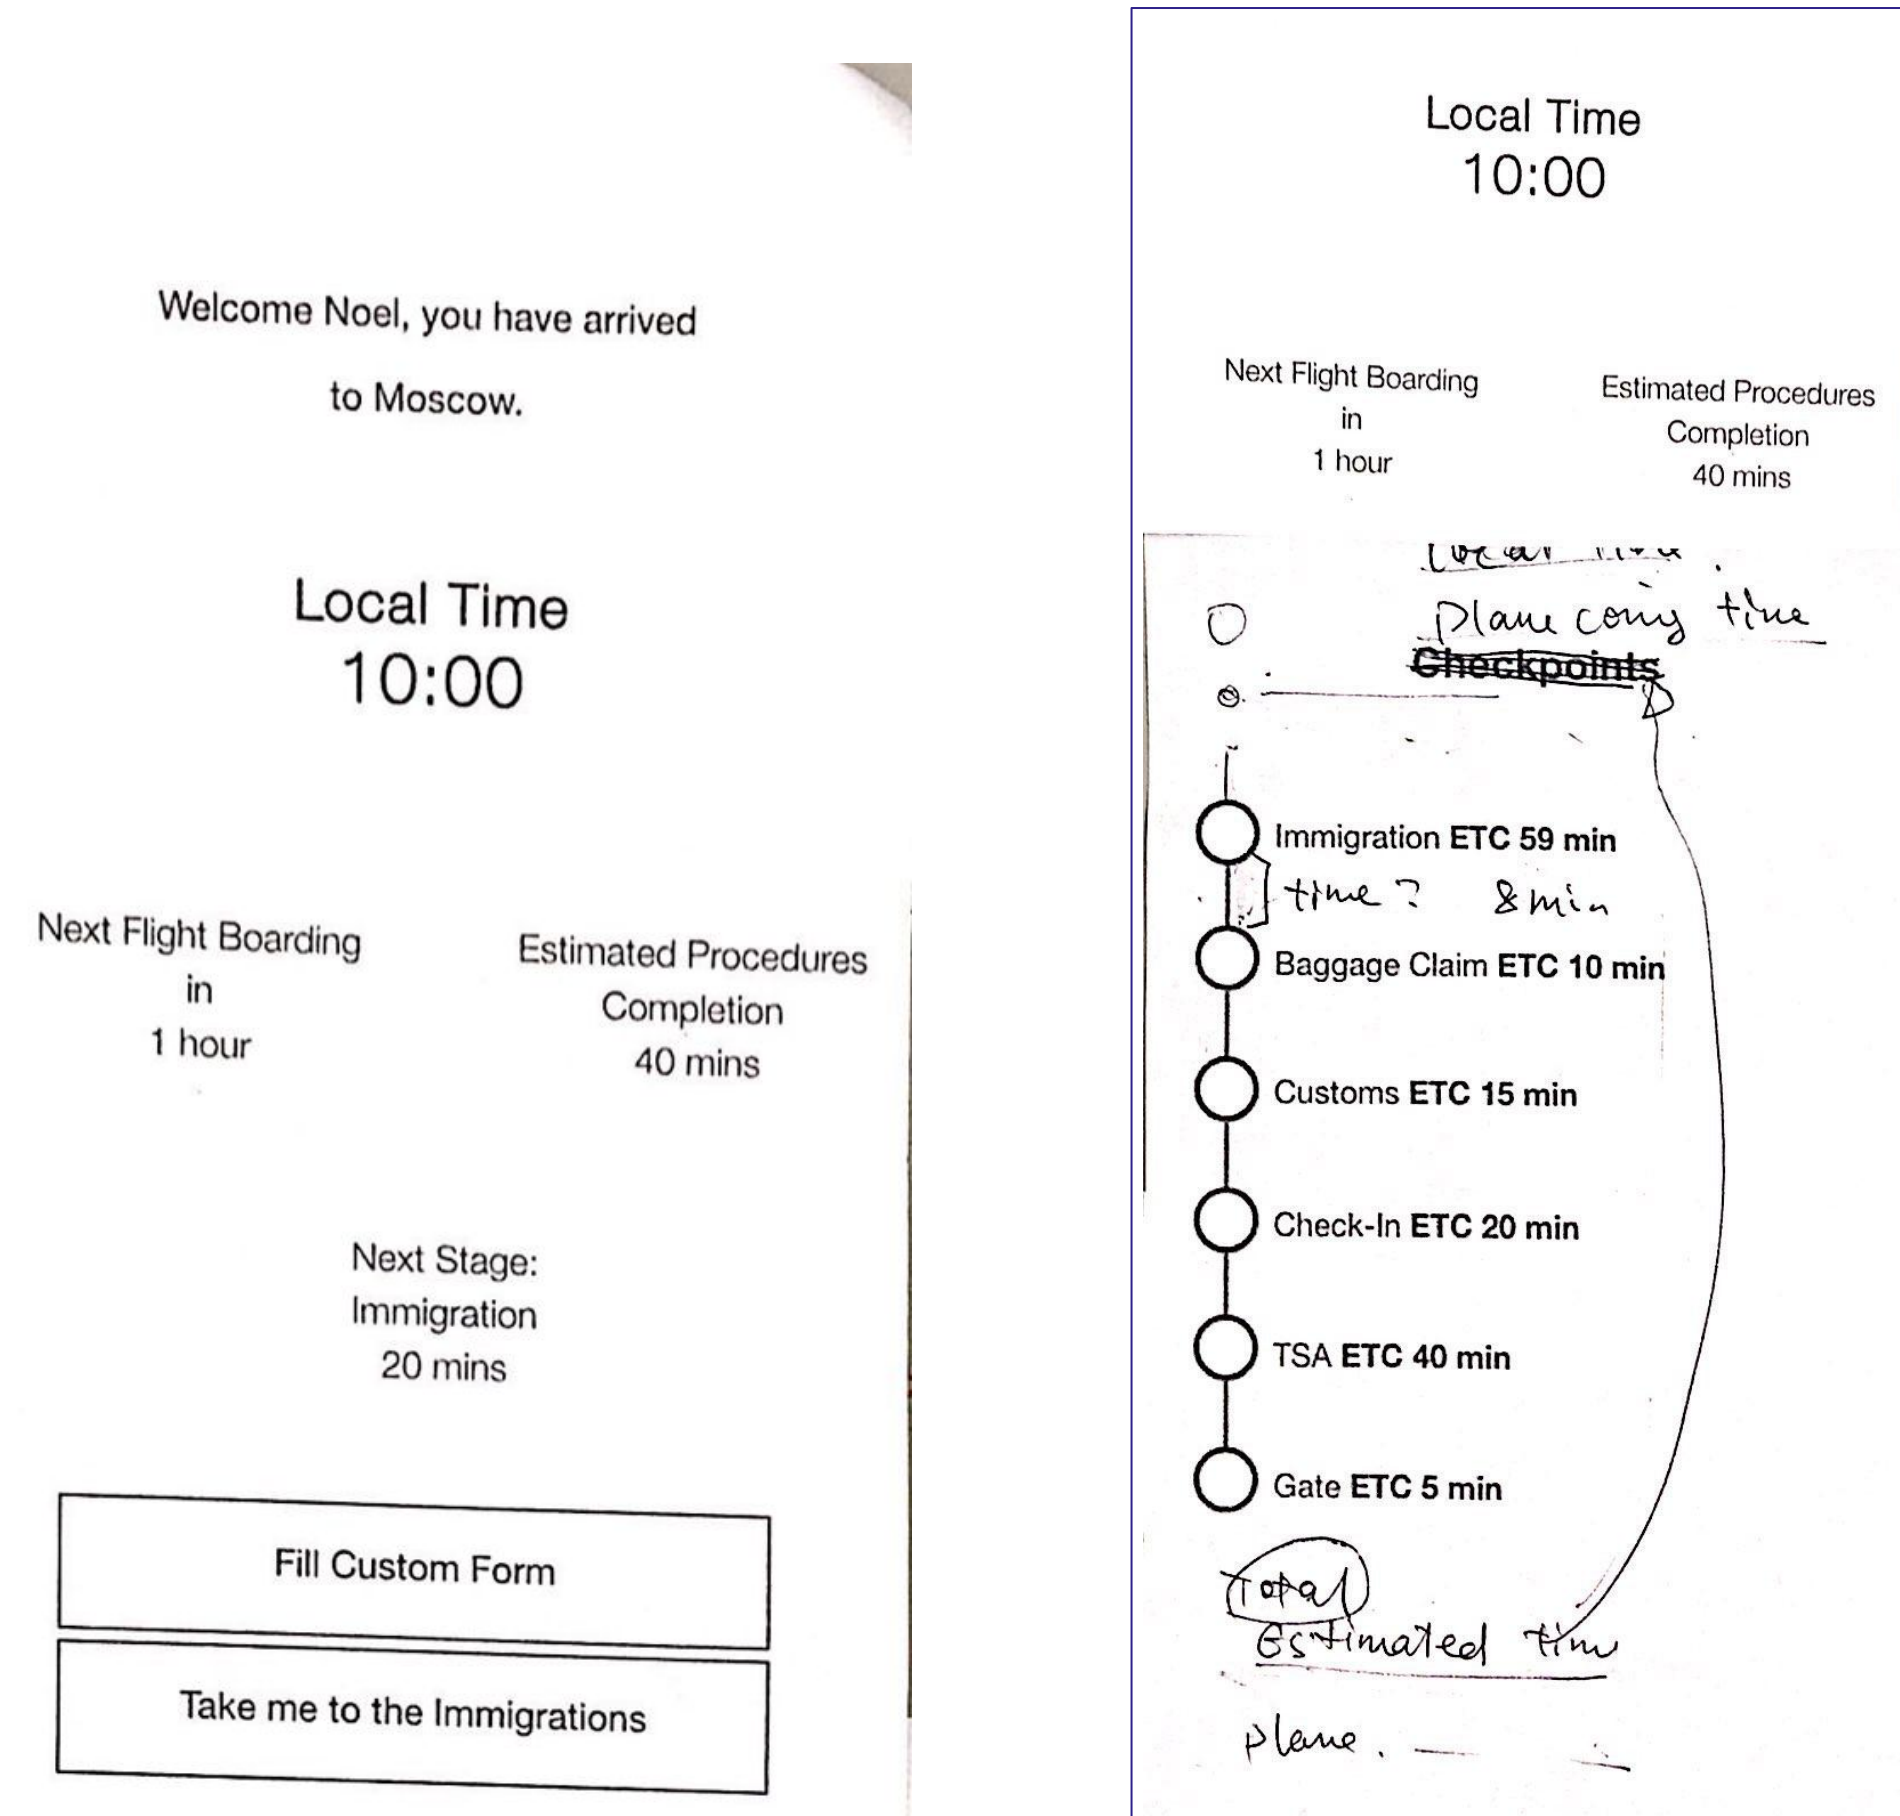 Welcome Noel, you have arrived
to Moscow.
Local Time
10:00
Next Flight Boarding
in
1 hour
Estimated Procedures
Completion
40 mins
Next Stage:
Immigration
20 mins
Fill Custom Form
Take me to the Immigrations
Local Time
10:00
Next Flight Boarding
in
1 hour
Estimated Procedures
Completion
40 mins
Plane time
Checkpoints
Immigration ETC 59 min
time? 8 min
Baggage Claim ETC 10 min
Customs ETC 15 min
Check-In ETC 20 min
TSA ETC 40 min
Gate ETC 5 min
Total
Estimated time
plane.